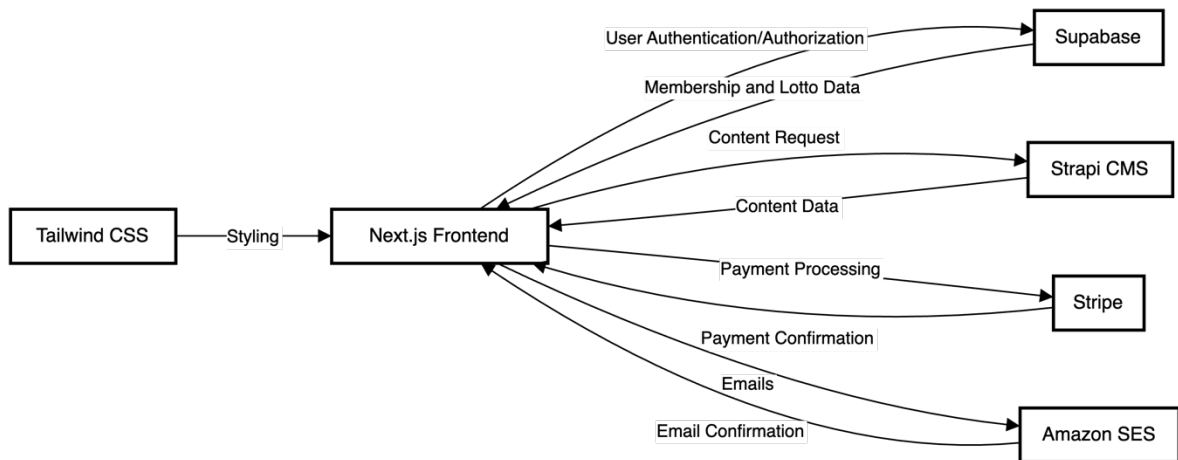 User Authentication/Authorization
Supabase
Membership and Lotto Data
Content Request
Strapi CMS
Content Data
Tailwind CSS
Styling
Next.js Frontend
Payment Processing
Stripe
Payment Confirmation
Emails
Email Confirmation
Amazon SES